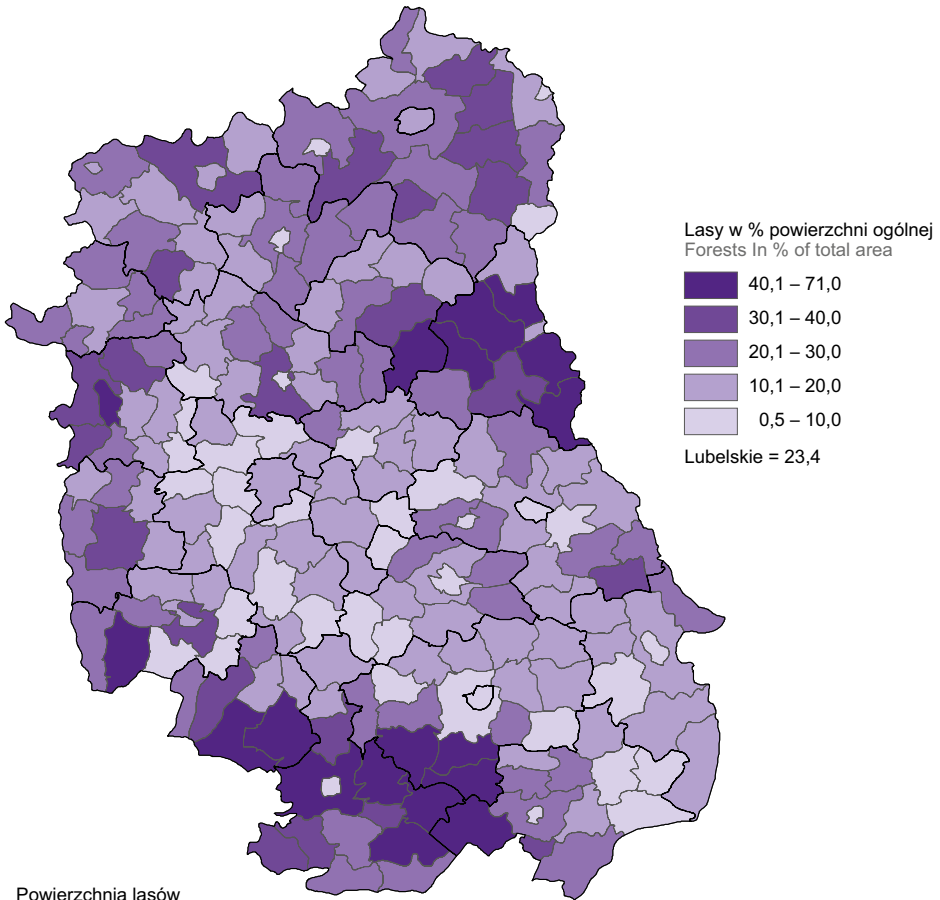 Lasy w % powierzchni ogólnej
Forests In % of total area
40,1 – 71,0
30,1 – 40,0
20,1 – 30,0
10,1 – 20,0
0,5 – 10,0
Lubelskie = 23,4
Powierzchnia lasów